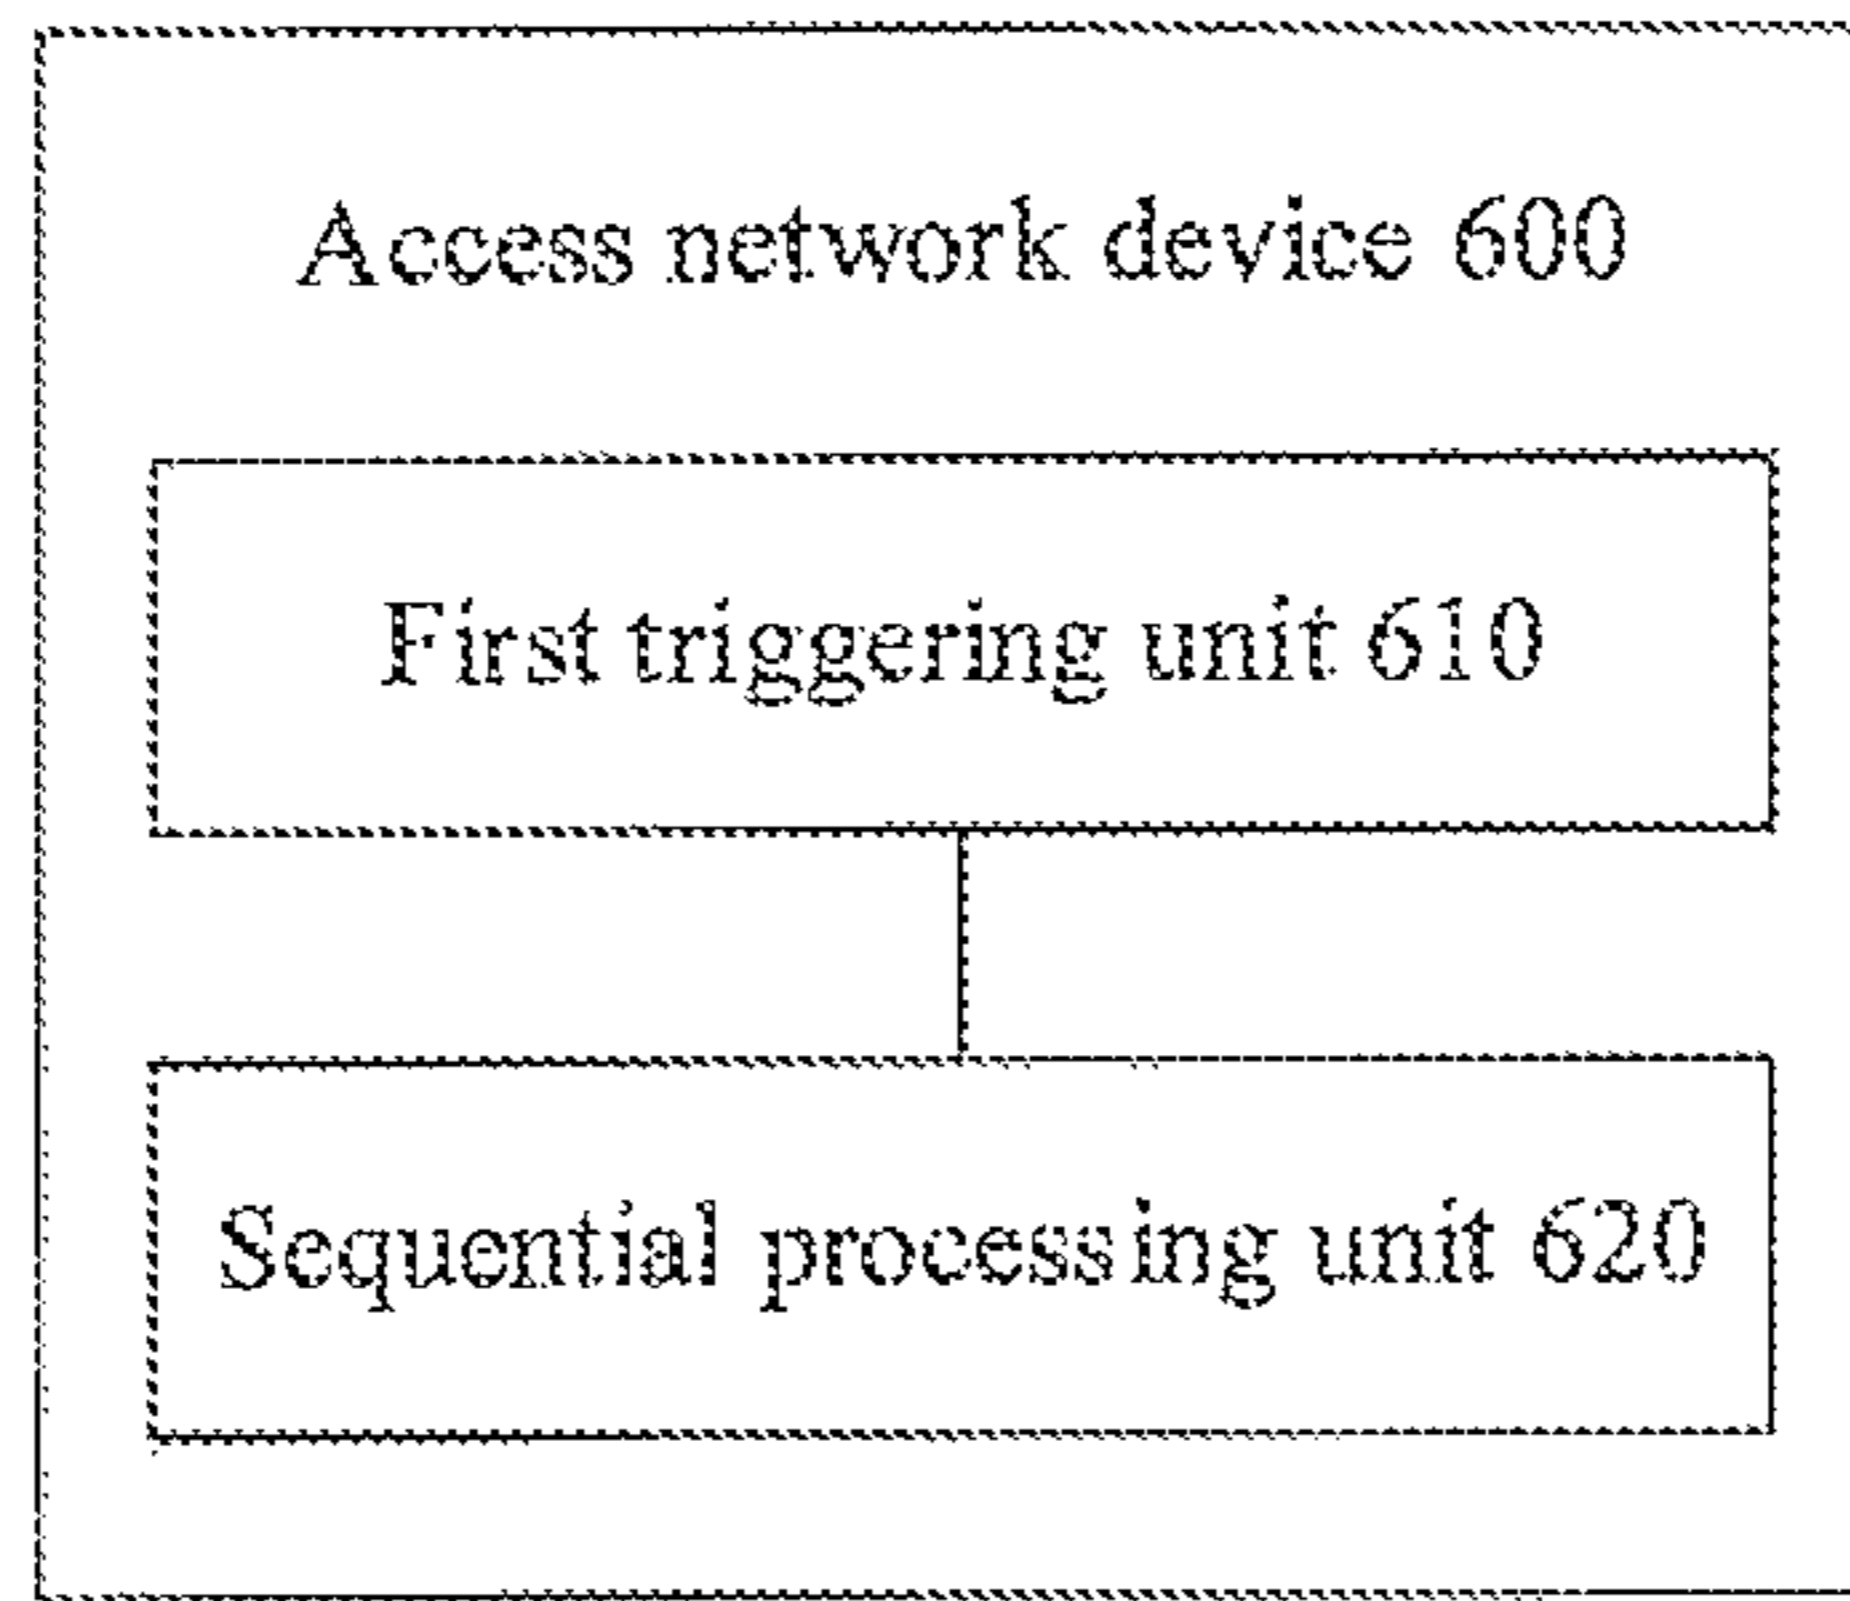 Access network device 600
First triggering unit 610
Sequential processing unit 620